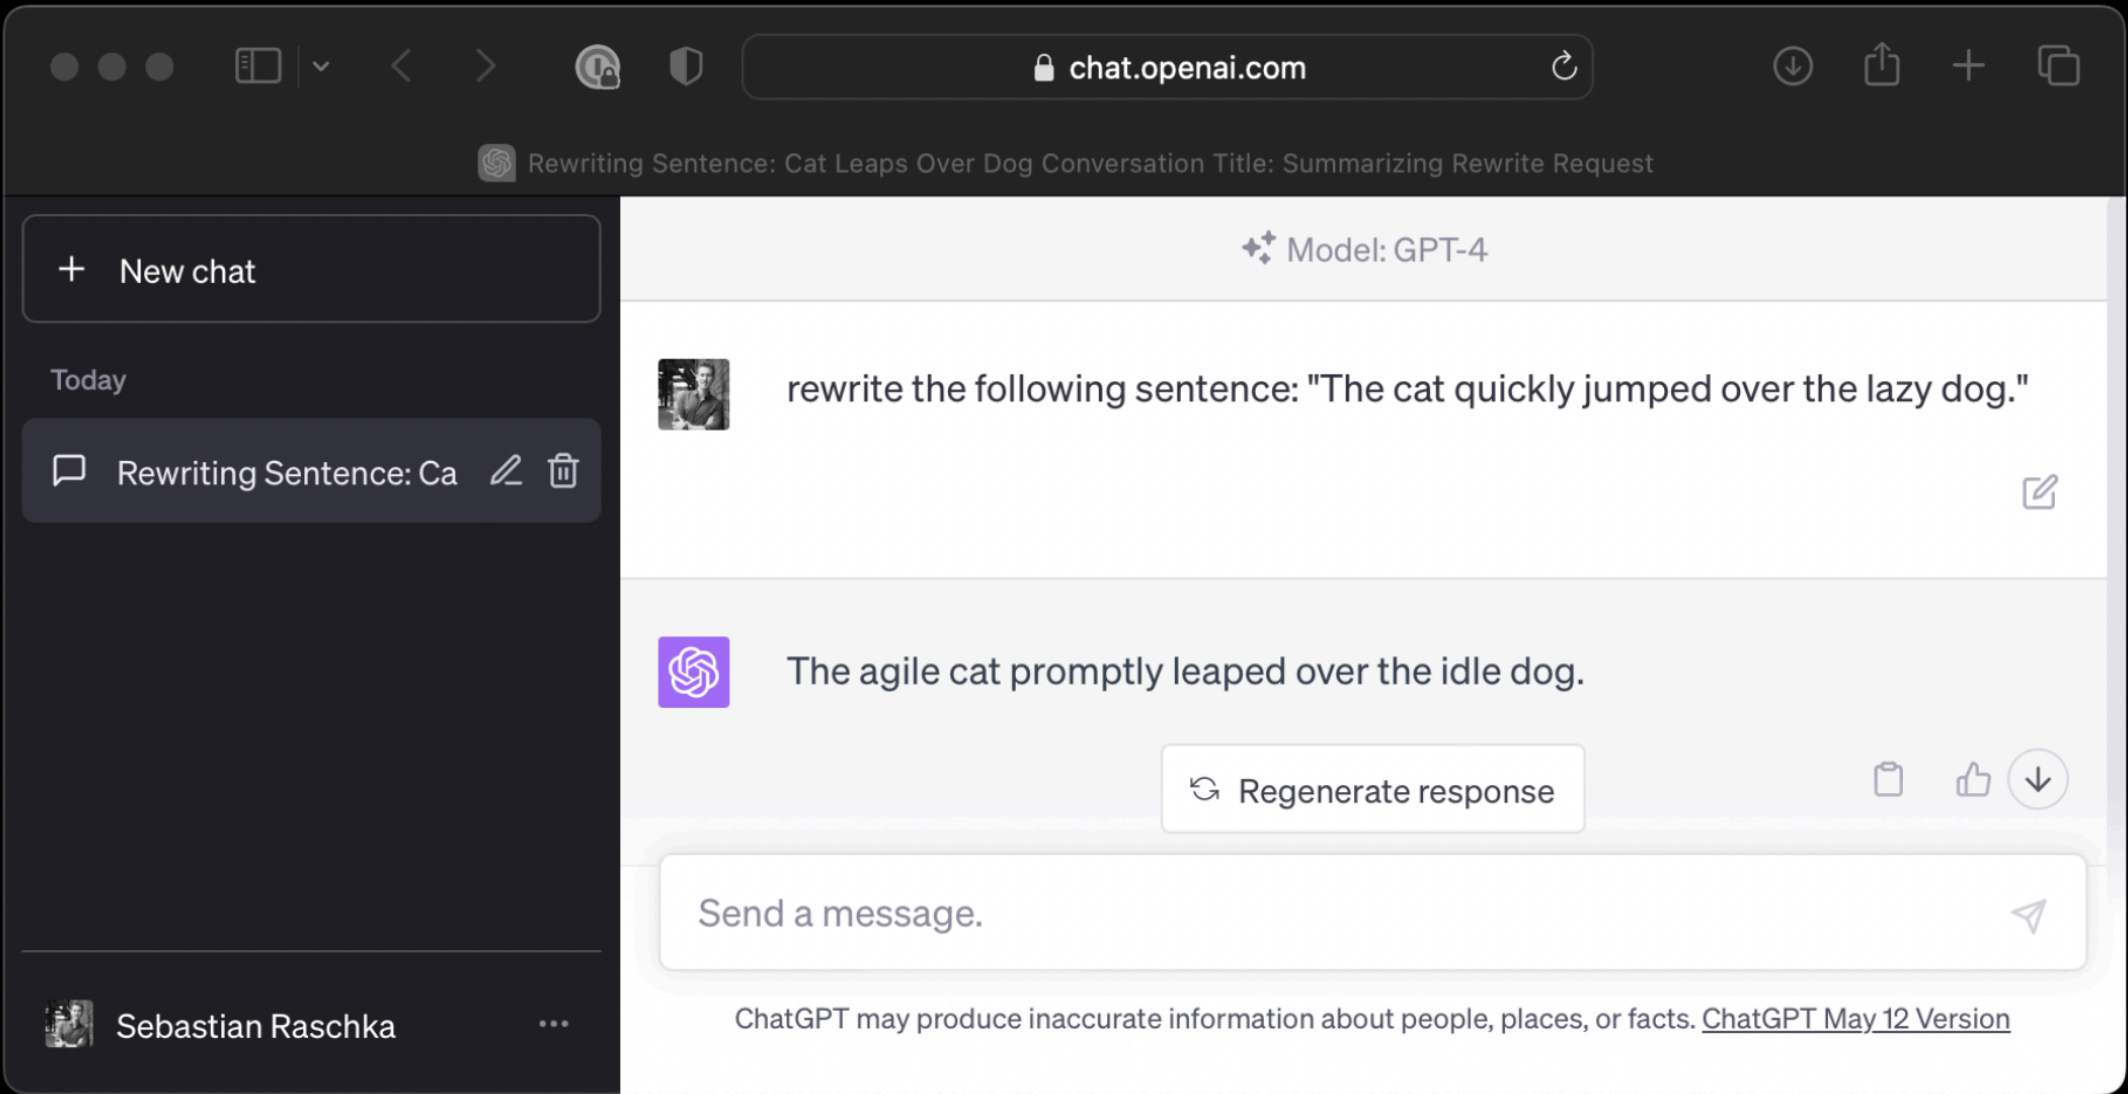 chat.openai.com
Rewriting Sentence: Cat Leaps Over Dog Conversation Title: Summarizing Rewrite Request
+ New chat
Today
Rewriting Sentence: Ca
Sebastian Raschka
Model: GPT-4
rewrite the following sentence: "The cat quickly jumped over the lazy dog."
The agile cat promptly leaped over the idle dog.
Regenerate response
Send a message.
ChatGPT may produce inaccurate information about people, places, or facts. ChatGPT May 12 Version